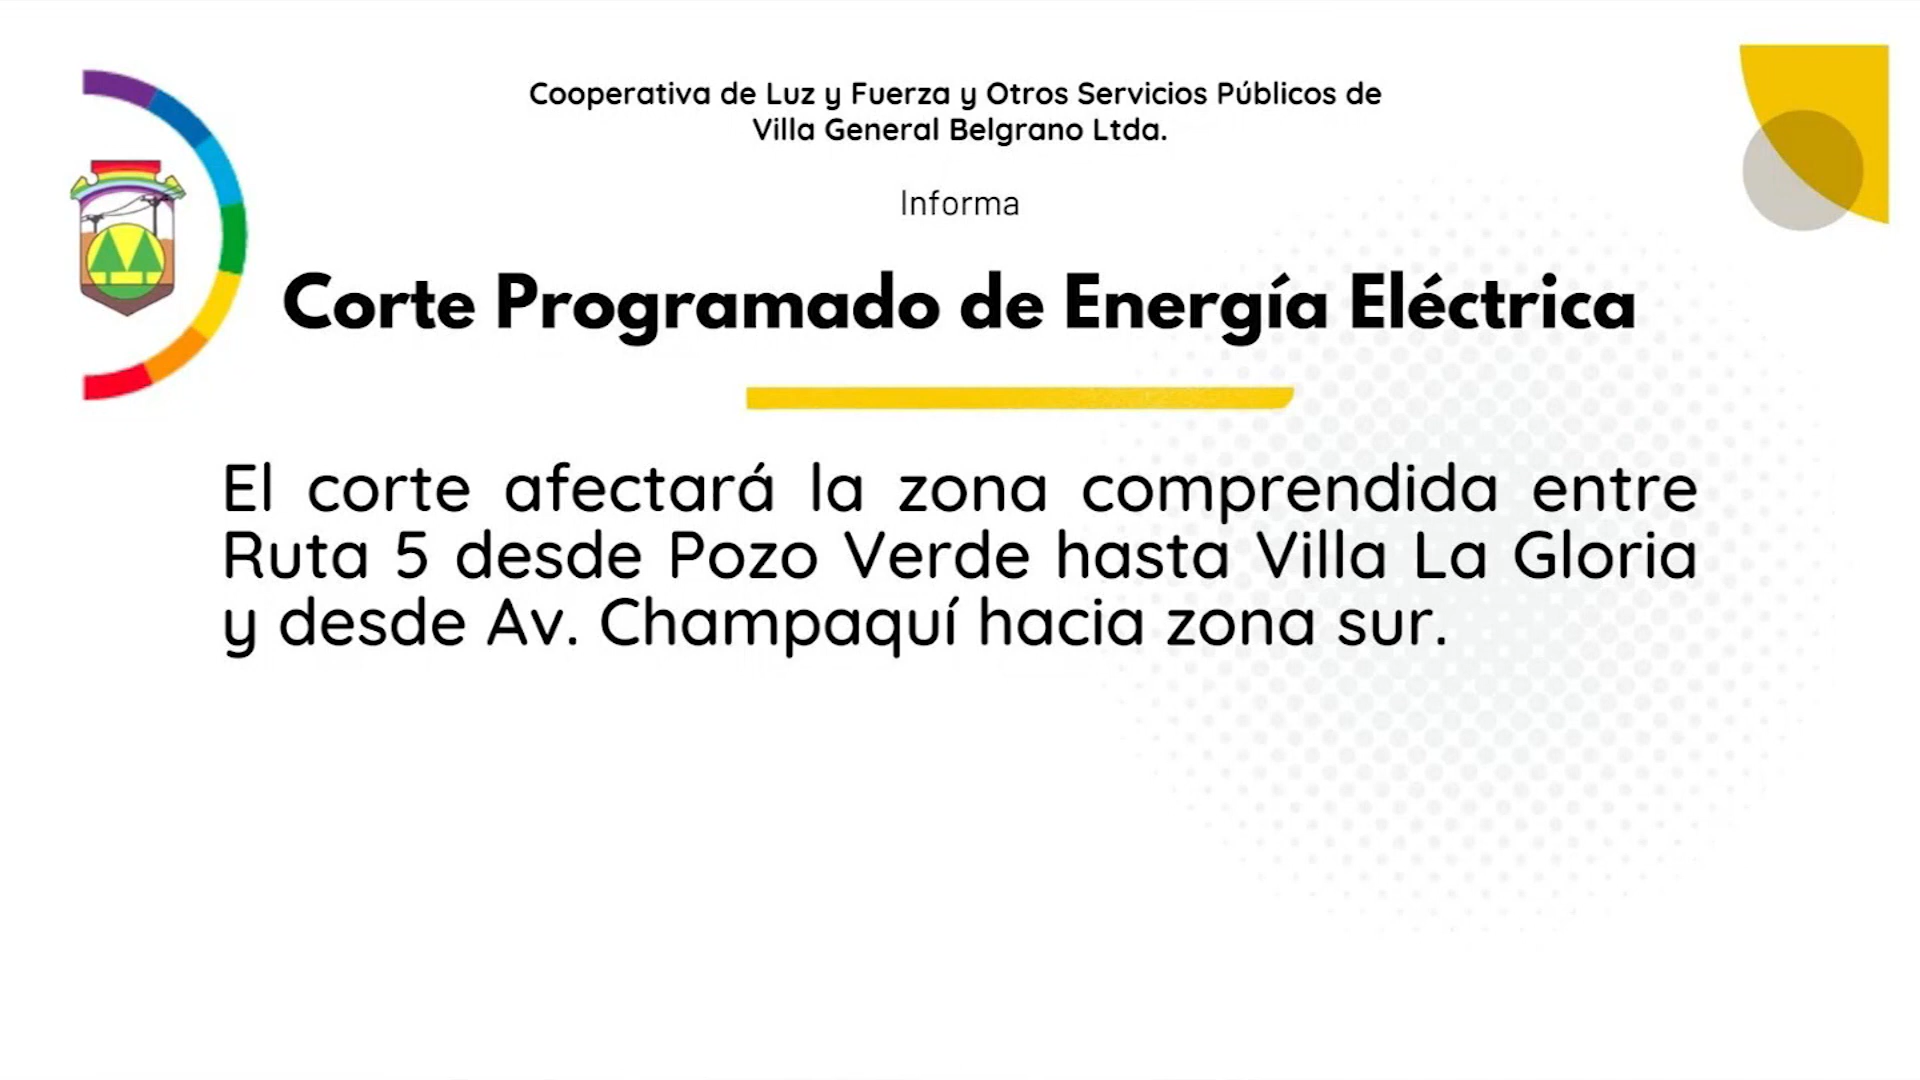 Cooperativa de Luz y Fuerza y Otros Servicios Públicos de
Villa General Belgrano Ltda.
Informa
Corte Programado de Energía Eléctrica
El corte afectará la zona comprendida entre
Ruta 5 desde Pozo Verde hasta Villa La Gloria
y desde Av. Champaquí hacia zona sur.